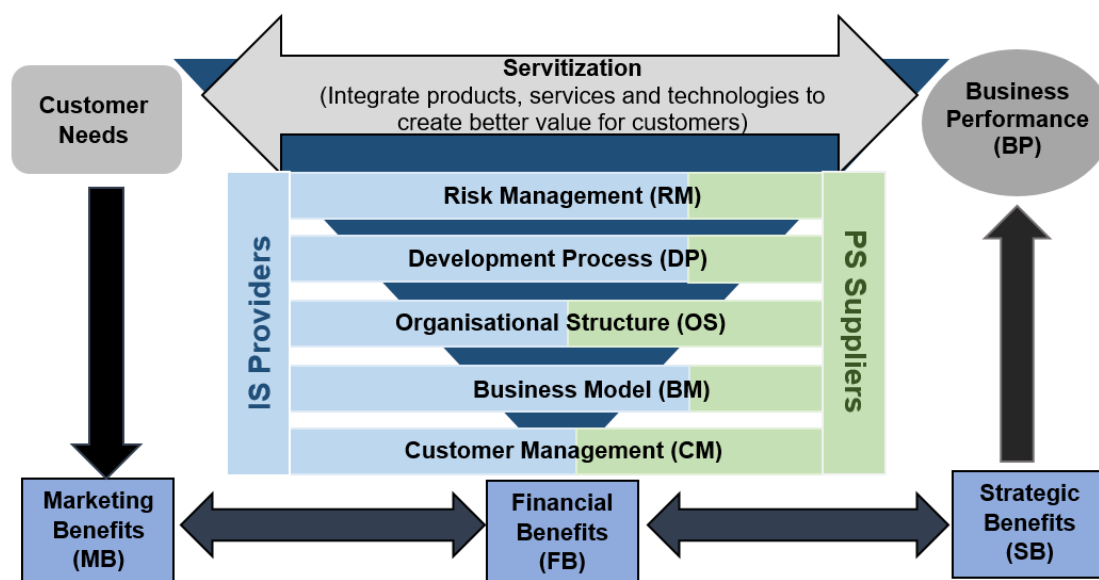 Customer
Needs
Servitization
(Integrate products, services and technologies to
create better value for customers)
Business
Performance
(BP)
IS Providers
Risk Management (RM)
Development Process (DP)
Organisational Structure (OS)
Business Model (BM)
Customer Management (CM)
PS Suppliers
Marketing
Benefits
(MB)
Financial
Benefits
(FB)
Strategic
Benefits
(SB)